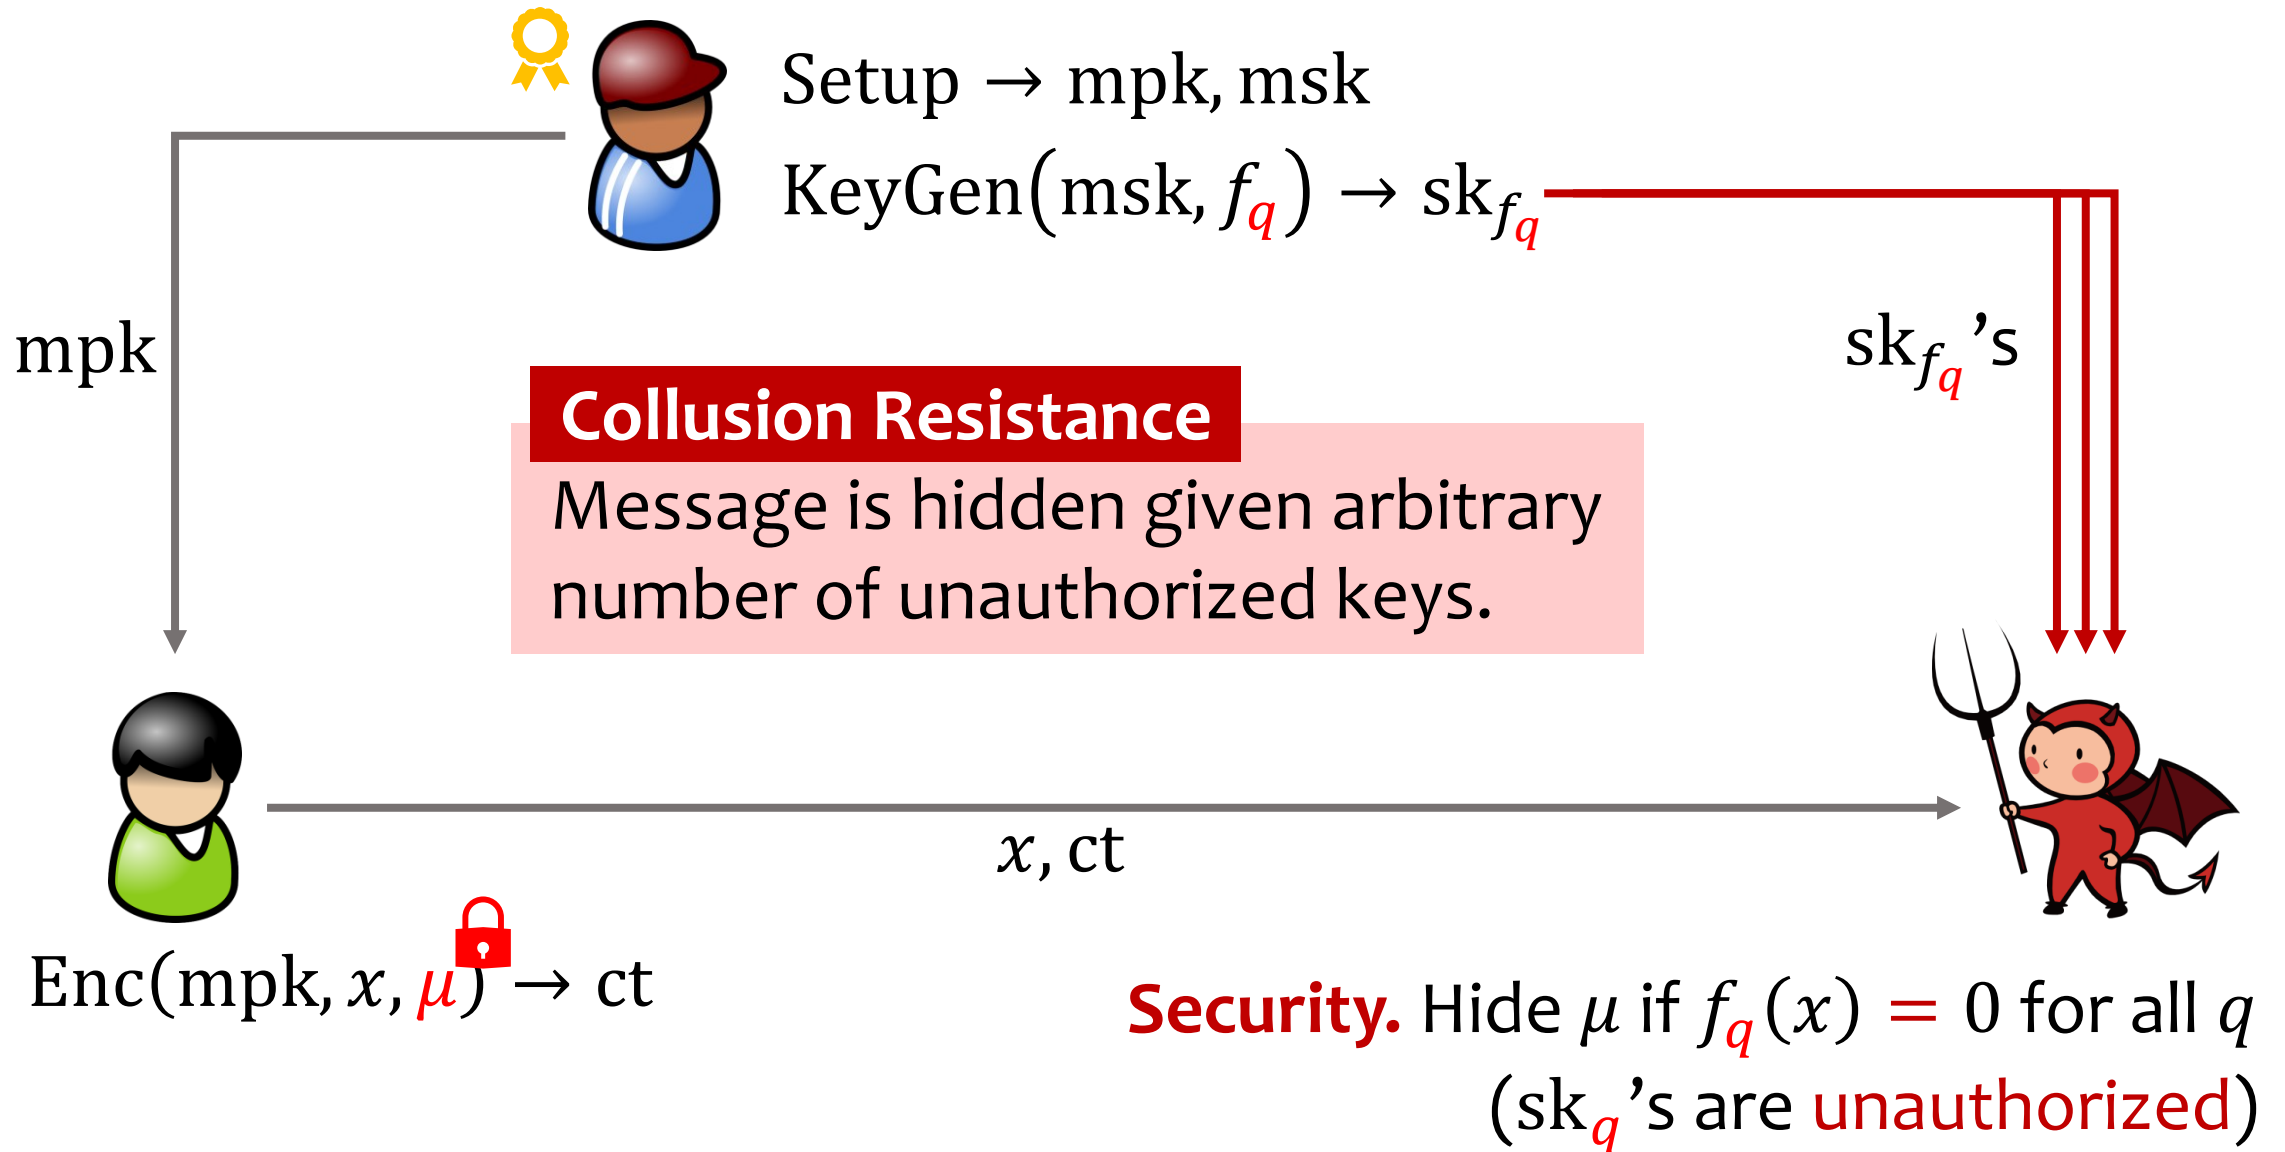 Setup → mpk, msk
KeyGen(msk, f_q) → sk_{f_q}
mpk
sk_{f_q}’s
Collusion Resistance
Message is hidden given arbitrary
number of unauthorized keys.
x, ct
Enc(mpk, x, μ) → ct
Security. Hide μ if f_q(x) = 0 for all q
(sk_q’s are unauthorized)